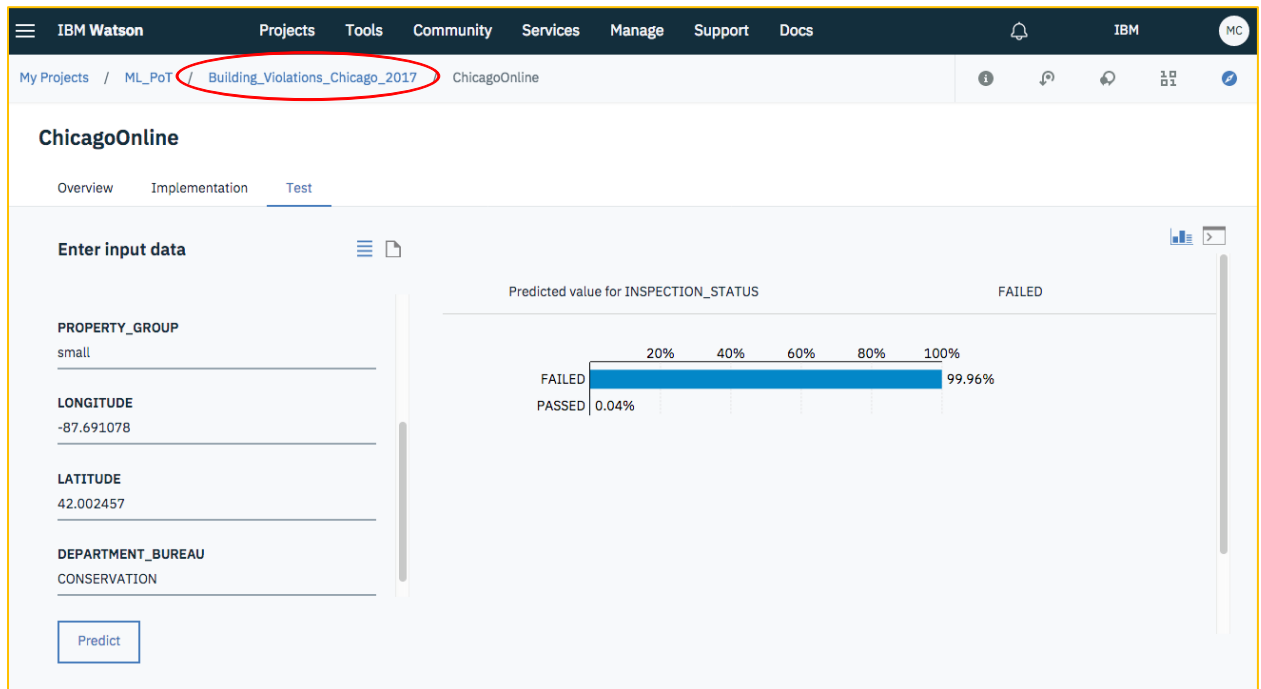 IBM Watson Projects Tools Community Services Manage Support Docs IBM MC
My Projects / ML_PoT / Building_Violations_Chicago_2017 / ChicagoOnline
ChicagoOnline
Overview Implementation Test
Enter input data
PROPERTY_GROUP
small
LONGITUDE
-87.691078
LATITUDE
42.002457
DEPARTMENT_BUREAU
CONSERVATION
Predict
Predicted value for INSPECTION_STATUS FAILED
20% 40% 60% 80% 100%
FAILED 99.96%
PASSED 0.04%